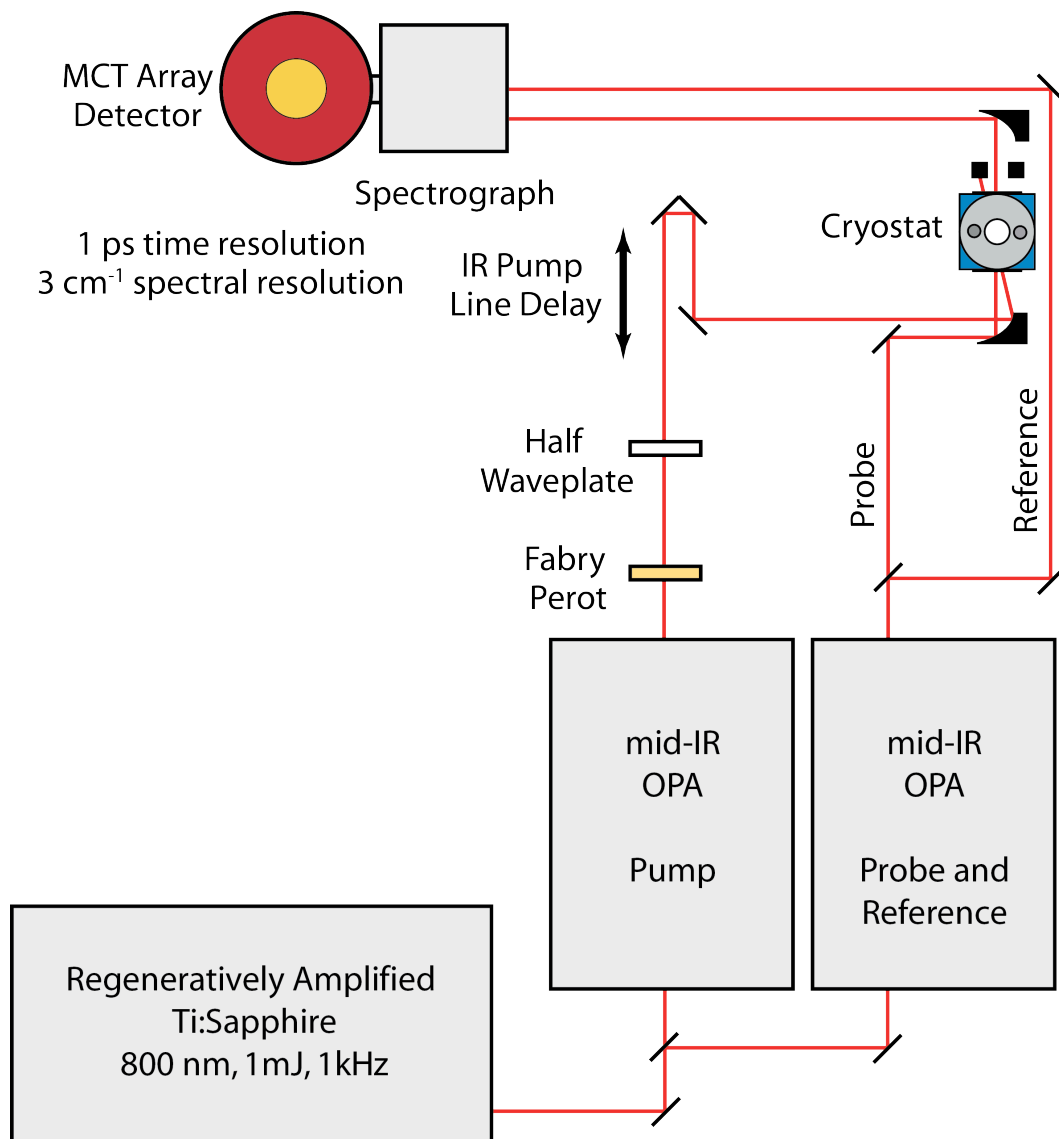 MCT Array
Detector
Spectrograph
1 ps time resolution
3 cm⁻¹ spectral resolution
IR Pump
Line Delay
Cryostat
Half
Waveplate
Probe
Reference
Fabry
Perot
mid-IR
OPA
Pump
mid-IR
OPA
Probe and
Reference
Regeneratively Amplified
Ti:Sapphire
800 nm, 1mJ, 1kHz